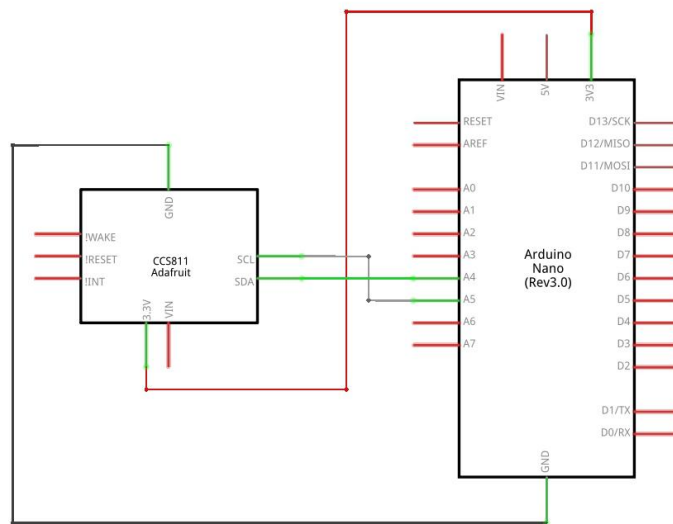 VIN
5V
3V3
RESET
AREF
D13/SCK
D12/MISO
D11/MOSI
GND
A0
D10
A1
D9
!WAKE
A2
D8
CCS811
Adafruit
SCL
!RESET
A3
D7
Arduino
Nano
(Rev3.0)
!INT
SDA
A4
D6
3.3V
VIN
A5
D5
A6
D4
A7
D3
D2
D1/TX
D0/RX
GND